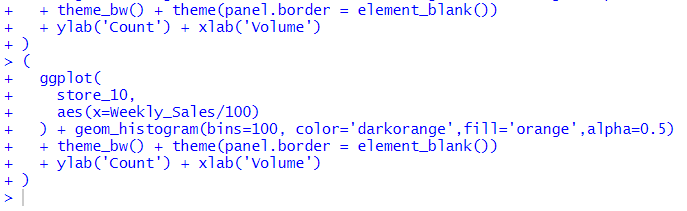 +   + theme_bw() + theme(panel.border = element_blank())
+   + ylab('Count') + xlab('Volume')
+ )
> (
+   ggplot(
+     store_10,
+     aes(x=Weekly_Sales/100)
+   ) + geom_histogram(bins=100, color='darkorange',fill='orange',alpha=0.5)
+   + theme_bw() + theme(panel.border = element_blank())
+   + ylab('Count') + xlab('Volume')
+ )
>